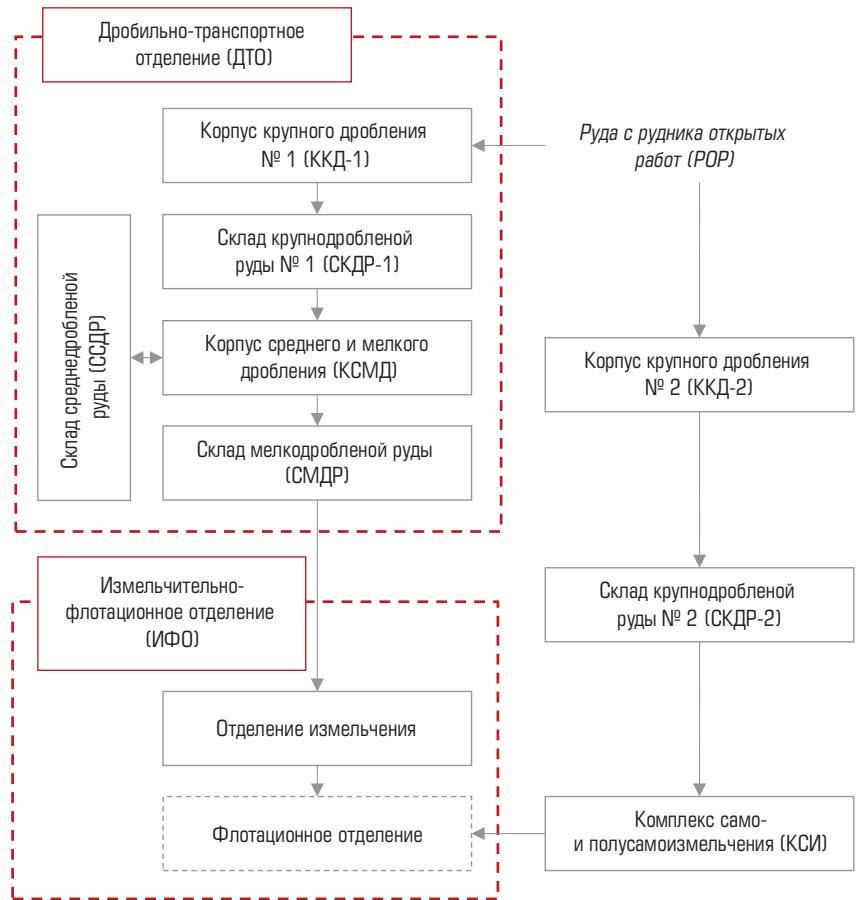 Дробильно-транспортное
отделение (ДТО)
Корпус крупного дробления
№ 1 (ККД-1)
Руда с рудника открытых
работ (РОР)
Склад крупнодробленой
руды № 1 (СКДР-1)
Склад среднедробленой
руды (ССДР)
Корпус среднего и мелкого
дробления (КСМД)
Корпус крупного дробления
№ 2 (ККД-2)
Склад мелкодробленой руды
(СМДР)
Измельчительно-
флотационное отделение
(ИФО)
Склад крупнодробленой
руды № 2 (СКДР-2)
Отделение измельчения
Флотационное отделение
Комплекс само-
и полусамоизмельчения (КСИ)